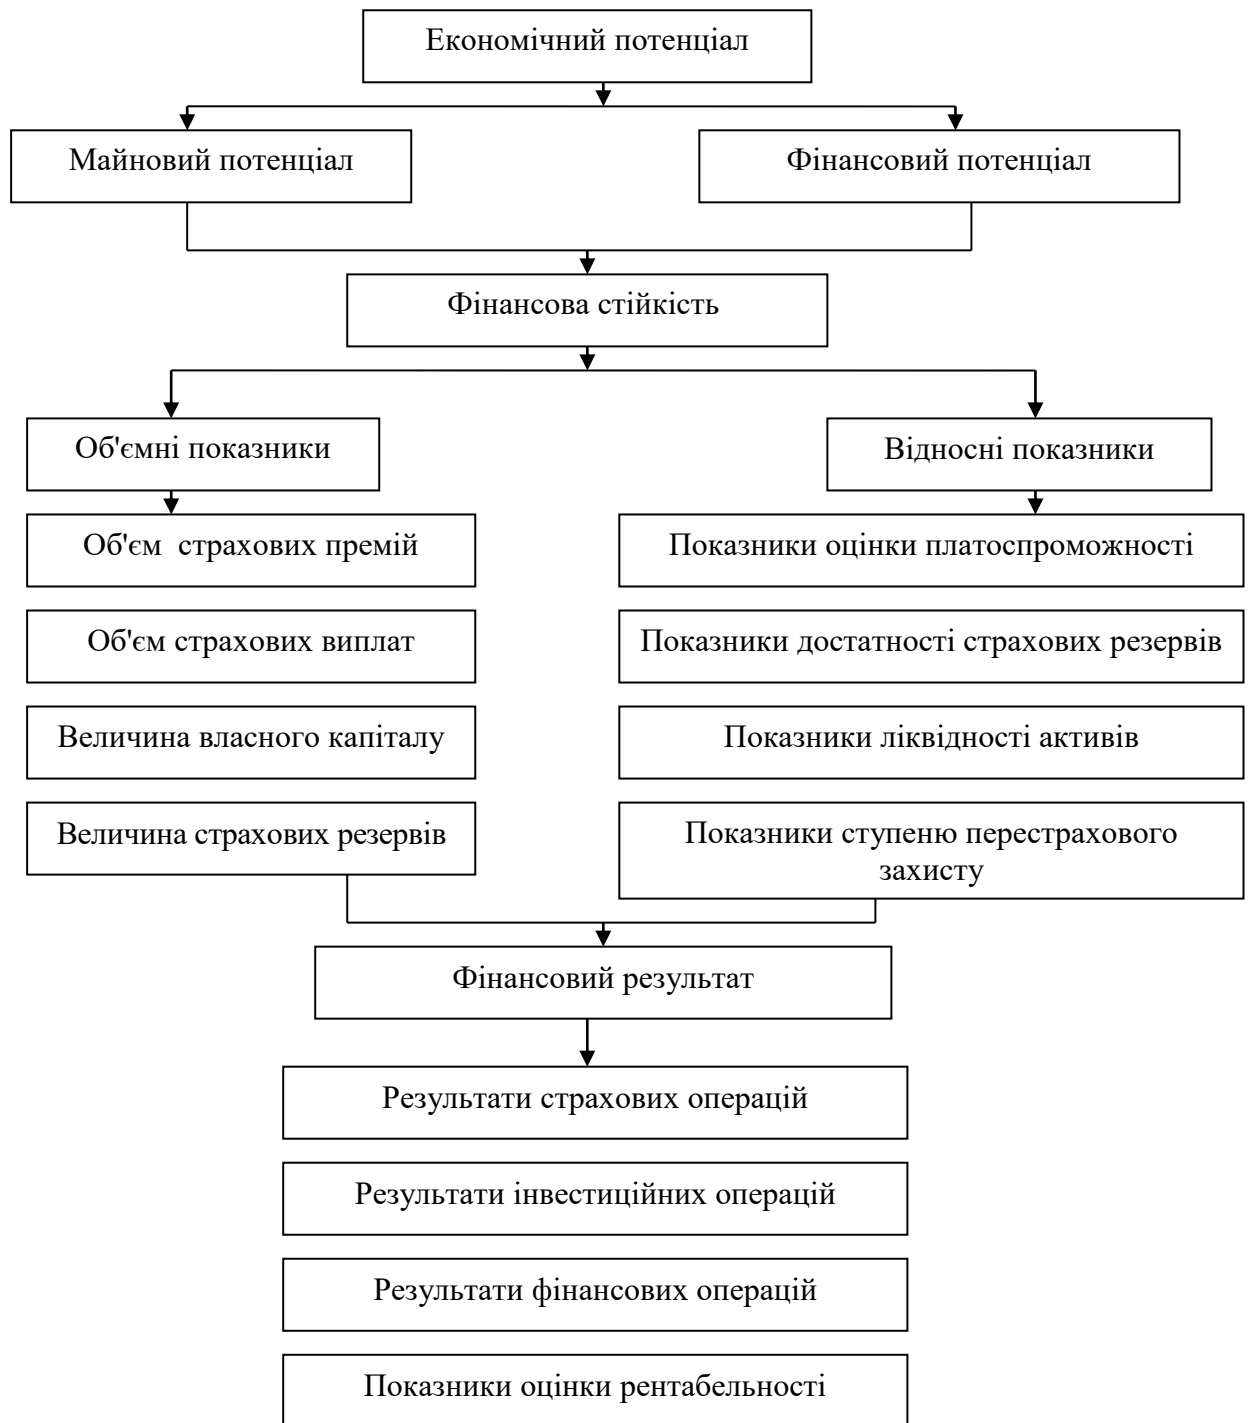 Економічний потенціал
Майновий потенціал
Фінансовий потенціал
Фінансова стійкість
Об'ємні показники
Відносні показники
Об'єм страхових премій
Показники оцінки платоспроможності
Об'єм страхових виплат
Показники достатності страхових резервів
Величина власного капіталу
Показники ліквідності активів
Величина страхових резервів
Показники ступеню перестрахового
захисту
Фінансовий результат
Результати страхових операцій
Результати інвестиційних операцій
Результати фінансових операцій
Показники оцінки рентабельності